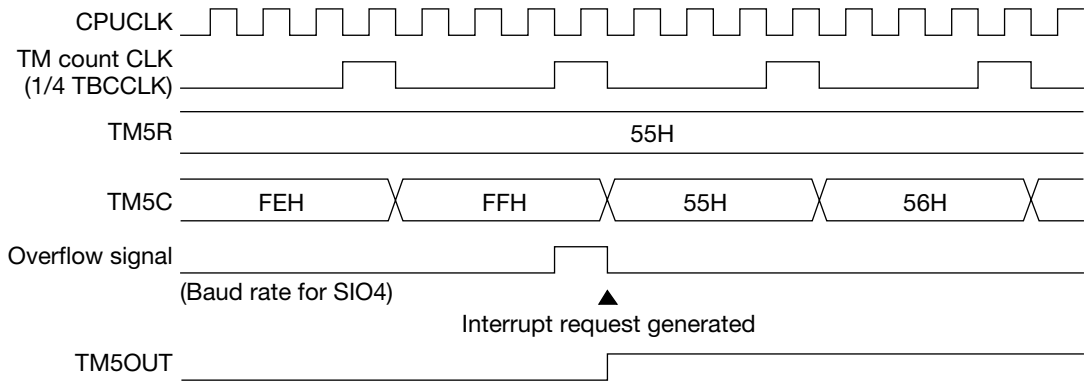 CPUCLK
TM count CLK
(1/4 TBCCLK)
TM5R
55H
TM5C
FEH
FFH
55H
56H
Overflow signal
(Baud rate for SIO4)
Interrupt request generated
TM5OUT